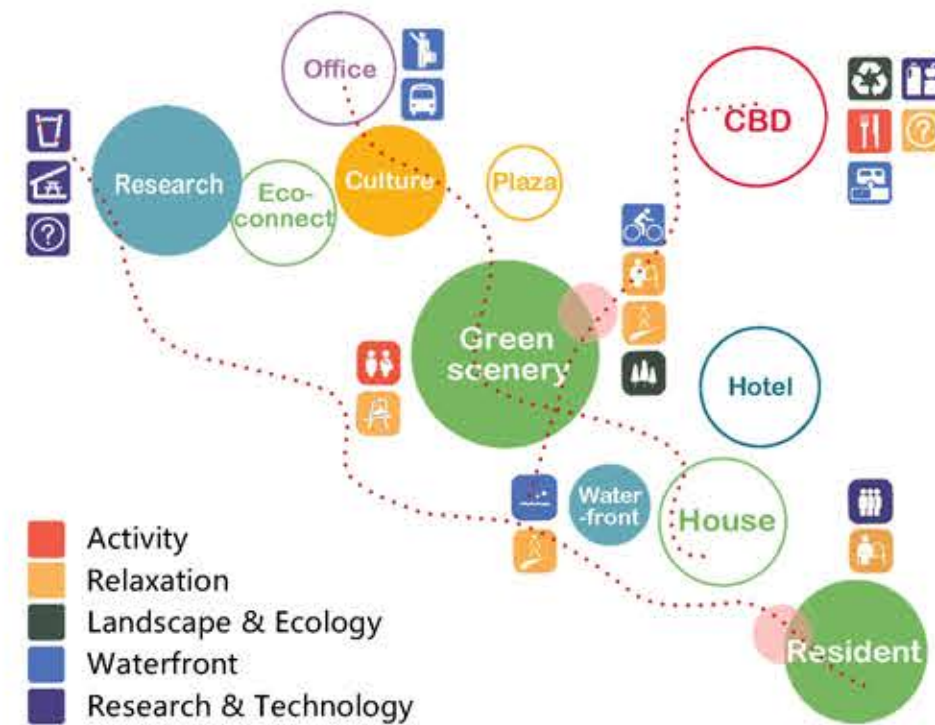 Office
CBD
Research
Culture
Plaza
Eco-
connect
Green
scenery
Hotel
Water
-front
House
Resident
Activity
Relaxation
Landscape & Ecology
Waterfront
Research & Technology